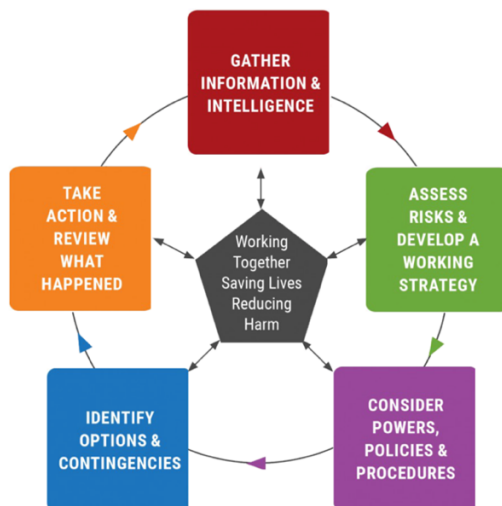 GATHER
INFORMATION &
INTELLIGENCE
ASSESS
RISKS &
DEVELOP A
WORKING
STRATEGY
CONSIDER
POWERS,
POLICIES &
PROCEDURES
IDENTIFY
OPTIONS &
CONTINGENCIES
TAKE
ACTION &
REVIEW
WHAT
HAPPENED
Working
Together
Saving Lives
Reducing
Harm